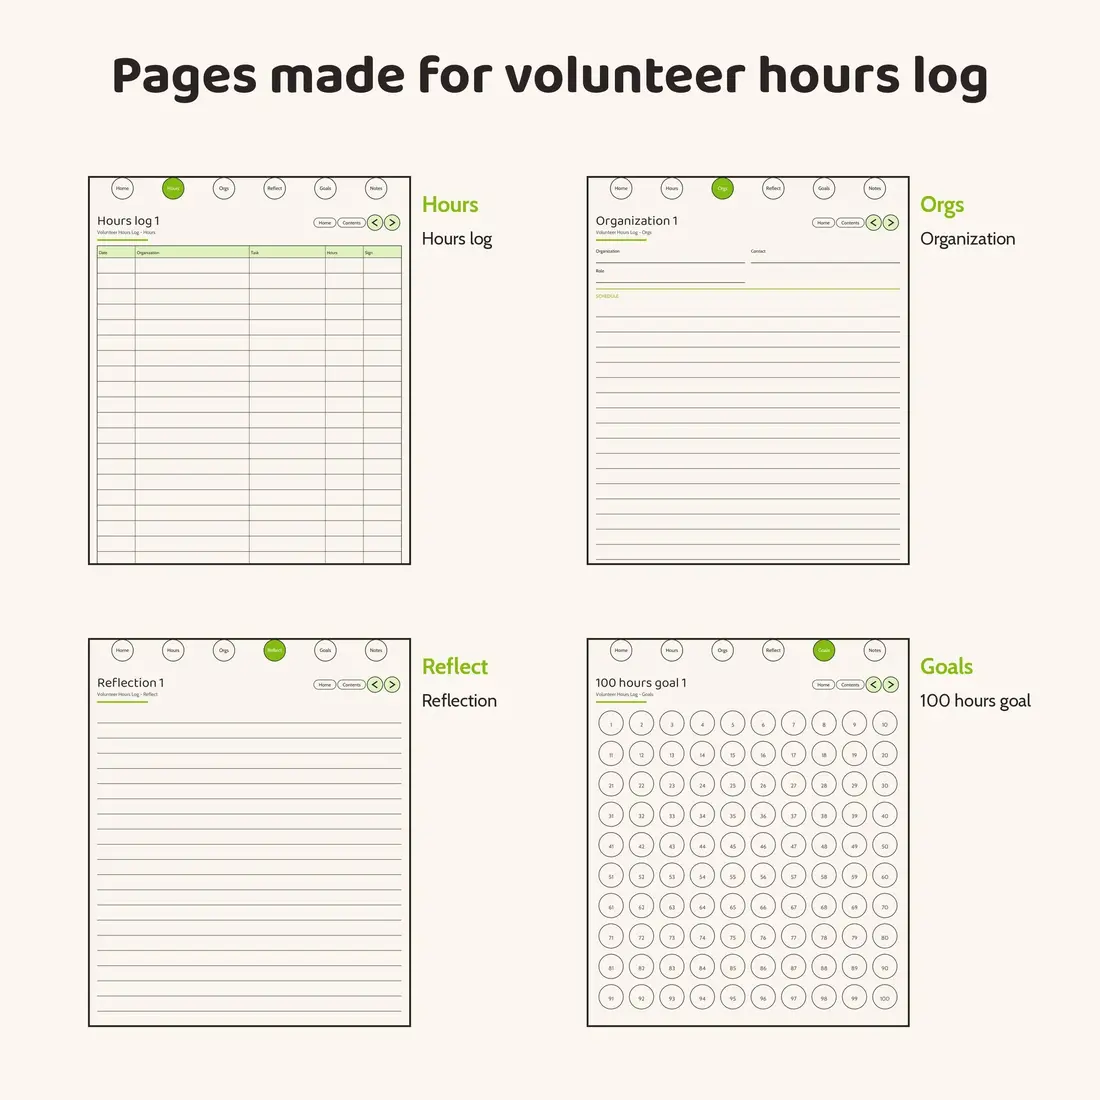 Pages made for volunteer hours log
Home Hours Orgs Reflect Goals Notes
Hours log 1
Home Contents < >
Volunteer Hours Log - Hours
Date Organisation Task Hours Sign
Hours
Hours log
Home Hours Orgs Reflect Goals Notes
Organization 1
Home Contents < >
Volunteer Hours Log - Orgs
Organisation Contact
Role
SCHEDULE
Orgs
Organization
Home Hours Orgs Reflect Goals Notes
Reflection 1
Home Contents < >
Volunteer Hours Log - Reflect
Reflect
Reflection
Home Hours Orgs Reflect Goals Notes
100 hours goal 1
Home Contents < >
Volunteer Hours Log - Goals
1 2 3 4 5 6 7 8 9 10
11 12 13 14 15 16 17 18 19 20
21 22 23 24 25 26 27 28 29 30
31 32 33 34 35 36 37 38 39 40
41 42 43 44 45 46 47 48 49 50
51 52 53 54 55 56 57 58 59 60
61 62 63 64 65 66 67 68 69 70
71 72 73 74 75 76 77 78 79 80
81 82 83 84 85 86 87 88 89 90
91 92 93 94 95 96 97 98 99 100
Goals
100 hours goal